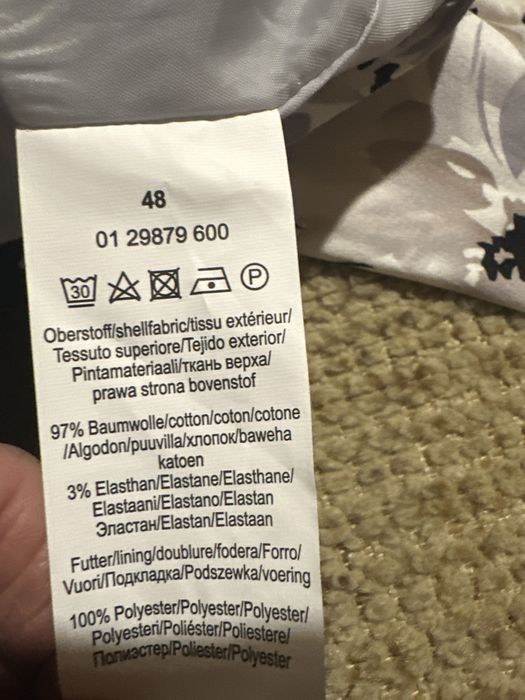 48
01 29879 600
30 P
Oberstoff/shellfabric/tissu extérieur/
Tessuto superiore/Tejido exterior/
Pintamateriaali/ткань верха/
prawa strona bovenstof
97% Baumwolle/cotton/coton/cotone
/Algodon/puuvilla/хлопок/baweha
katoen
3% Elasthan/Elastane/Elasthane/
Elastaani/Elastano/Elastan
Эластан/Elastan/Elastaan
Futter/lining/doublure/fodera/Forro/
Vuori/Подкладка/Podszewka/voering
100% Polyester/Polyester/Polyester/
Polyesteri/Poliéster/Poliestere/
Полиэстер/Poliester/Polyester